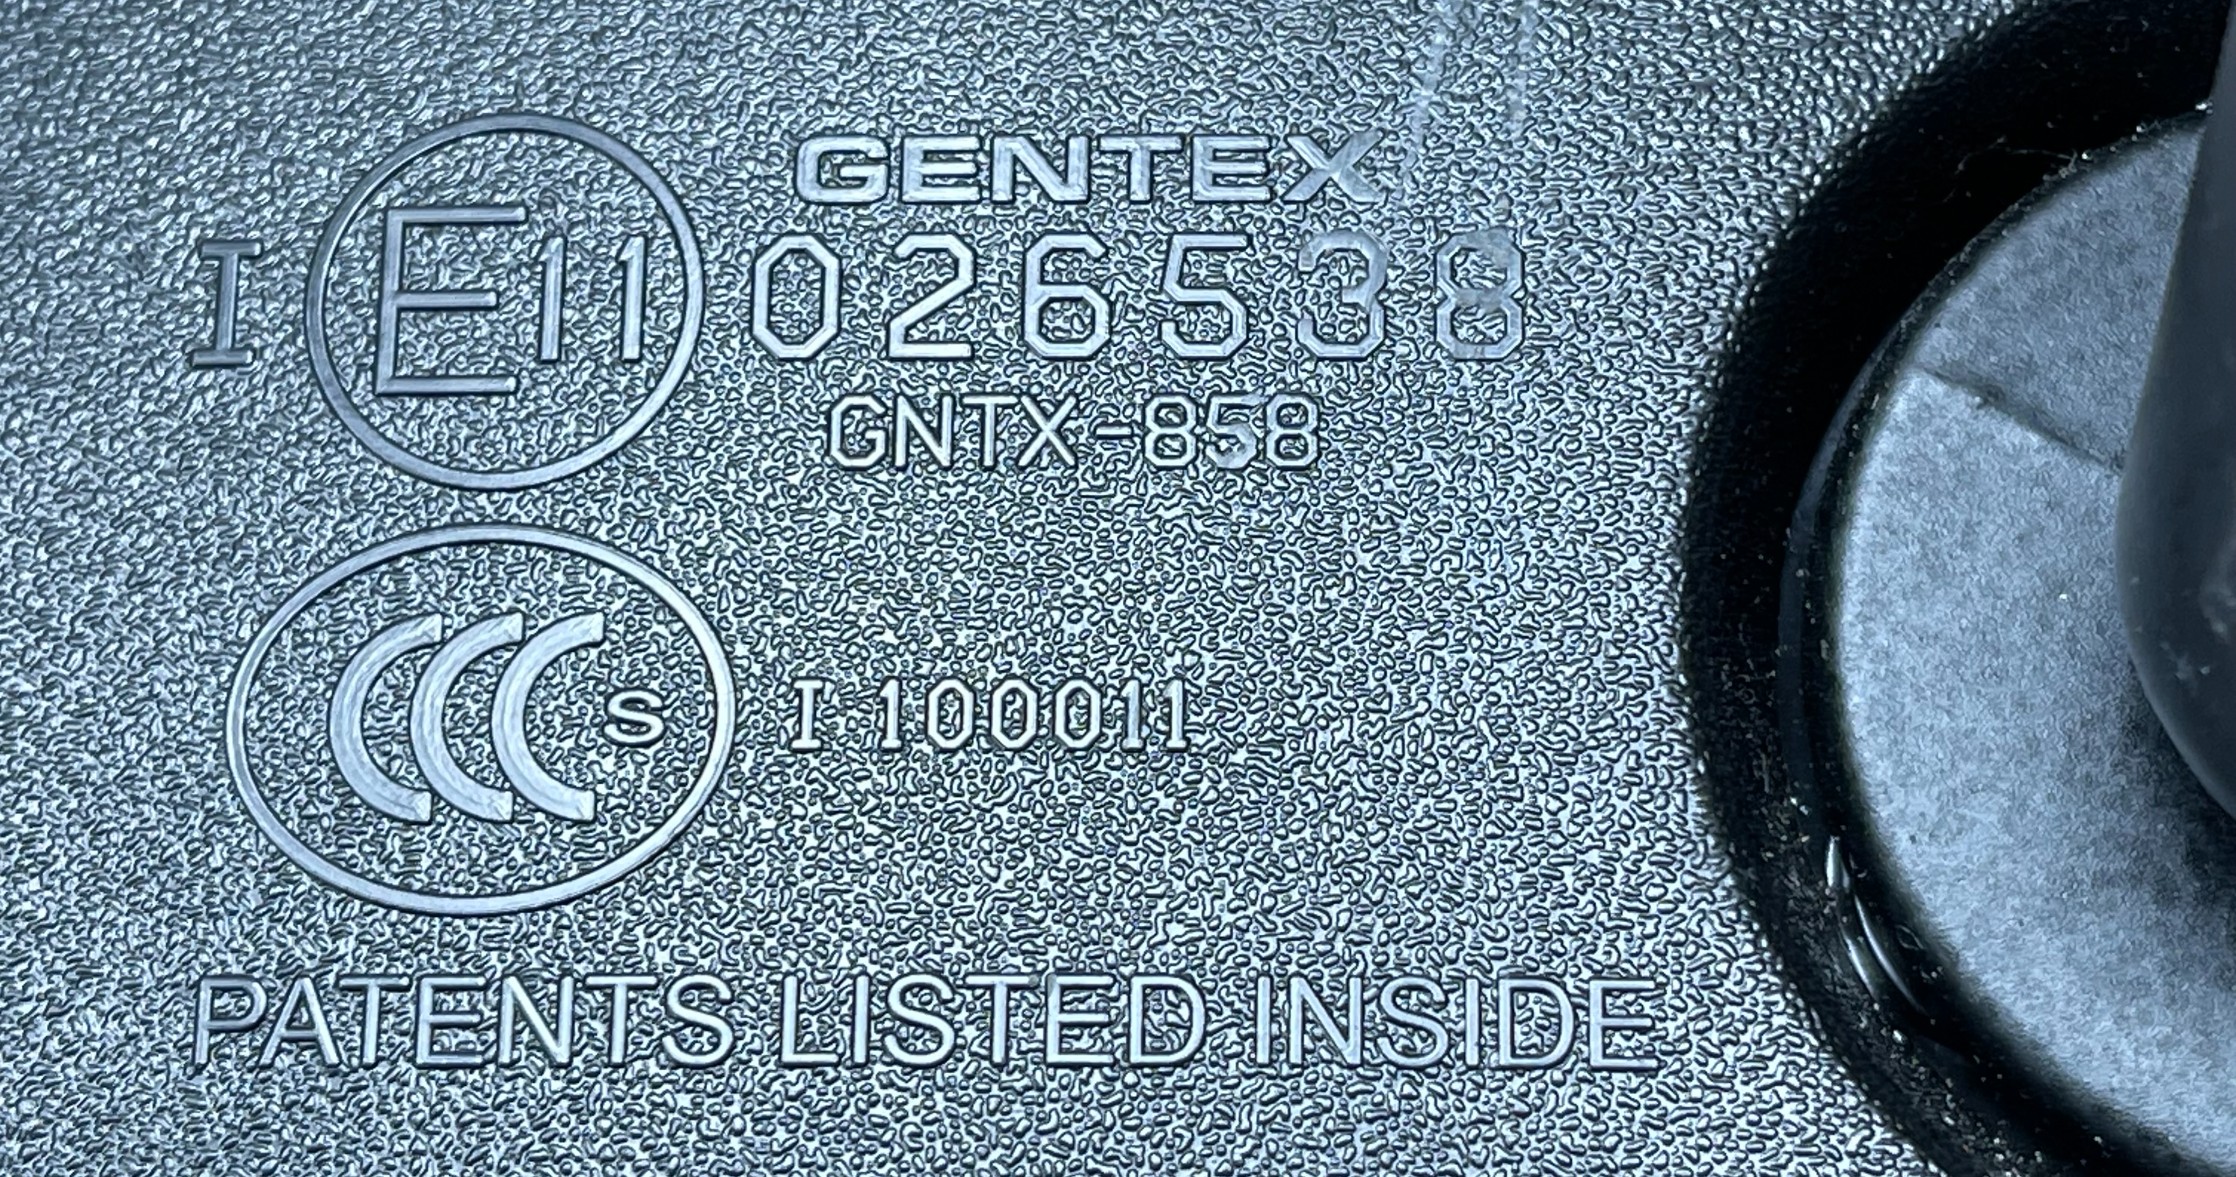 GENTEX
I E11 026538
GNTX-858
CCC S I 100011
PATENTS LISTED INSIDE